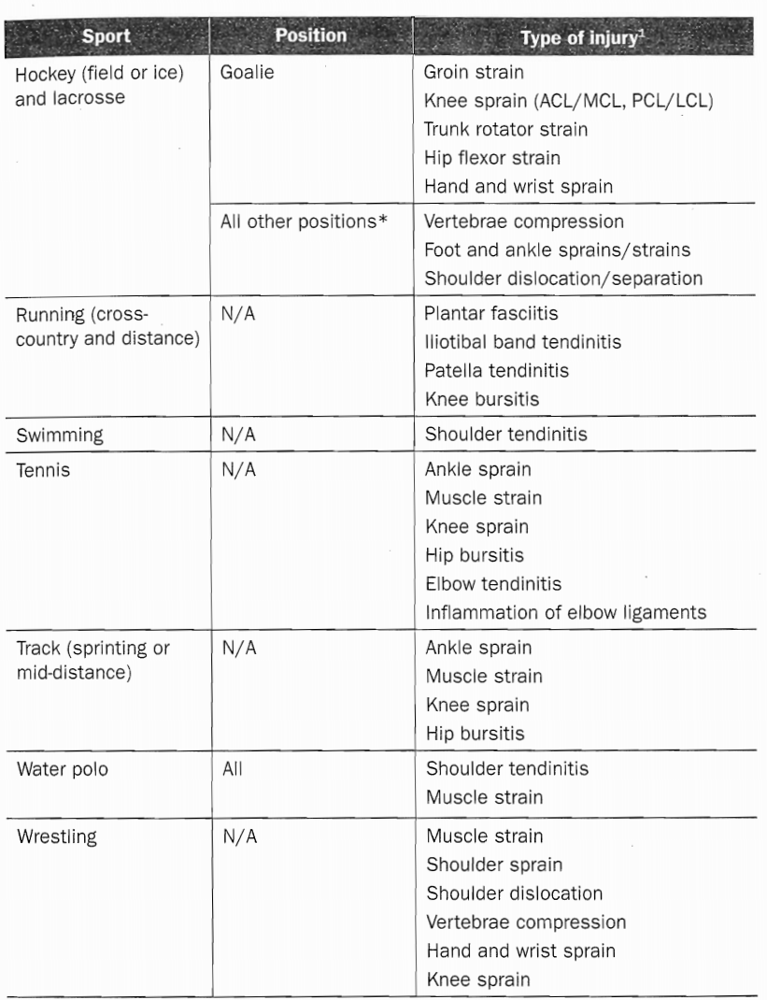 Sport Position Type of injury¹
Hockey (field or ice) Goalie Groin strain
and lacrosse Knee sprain (ACL/MCL, PCL/LCL)
Trunk rotator strain
Hip flexor strain
Hand and wrist sprain
All other positions* Vertebrae compression
Foot and ankle sprains/strains
Shoulder dislocation/separation
Running (cross- N/A Plantar fasciitis
country and distance) Iliotibal band tendinitis
Patella tendinitis
Knee bursitis
Swimming N/A Shoulder tendinitis
Tennis N/A Ankle sprain
Muscle strain
Knee sprain
Hip bursitis
Elbow tendinitis
Inflammation of elbow ligaments
Track (sprinting or N/A Ankle sprain
mid-distance) Muscle strain
Knee sprain
Hip bursitis
Water polo All Shoulder tendinitis
Muscle strain
Wrestling N/A Muscle strain
Shoulder sprain
Shoulder dislocation
Vertebrae compression
Hand and wrist sprain
Knee sprain